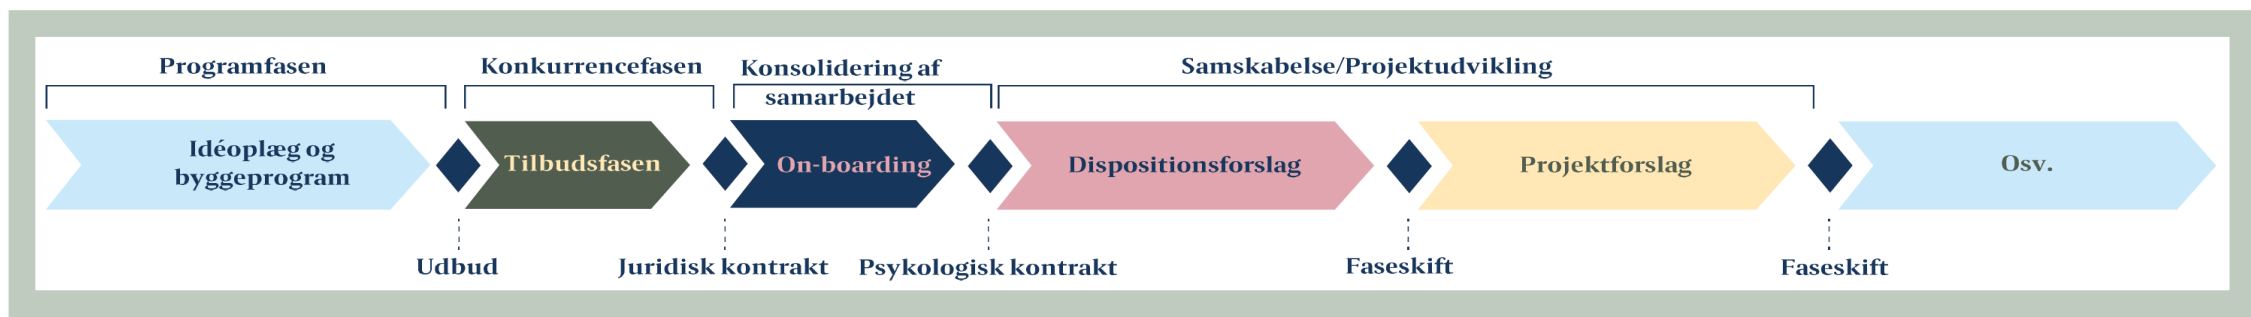 Programfasen
Konkurrencefasen
Konsolidering af
samarbejdet
Samskabelse/Projektudvikling
Idéoplæg og
byggeprogram
Tilbudsfasen
On-boarding
Dispositionsforslag
Projektforslag
Osv.
Udbud
Juridisk kontrakt
Psykologisk kontrakt
Faseskift
Faseskift